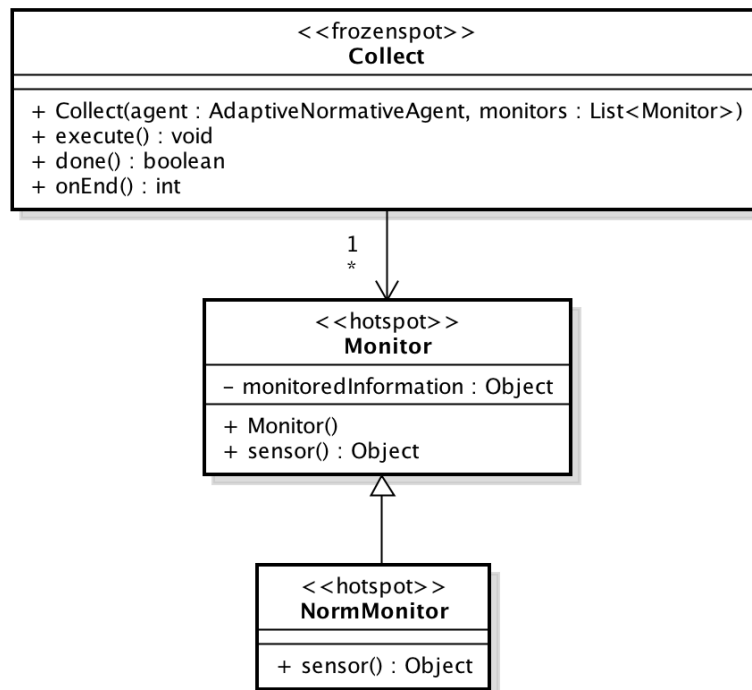 <<frozenspot>>
Collect
+ Collect(agent : AdaptiveNormativeAgent, monitors : List<Monitor>)
+ execute() : void
+ done() : boolean
+ onEnd() : int
1
*
<<hotspot>>
Monitor
- monitoredInformation : Object
+ Monitor()
+ sensor() : Object
<<hotspot>>
NormMonitor
+ sensor() : Object